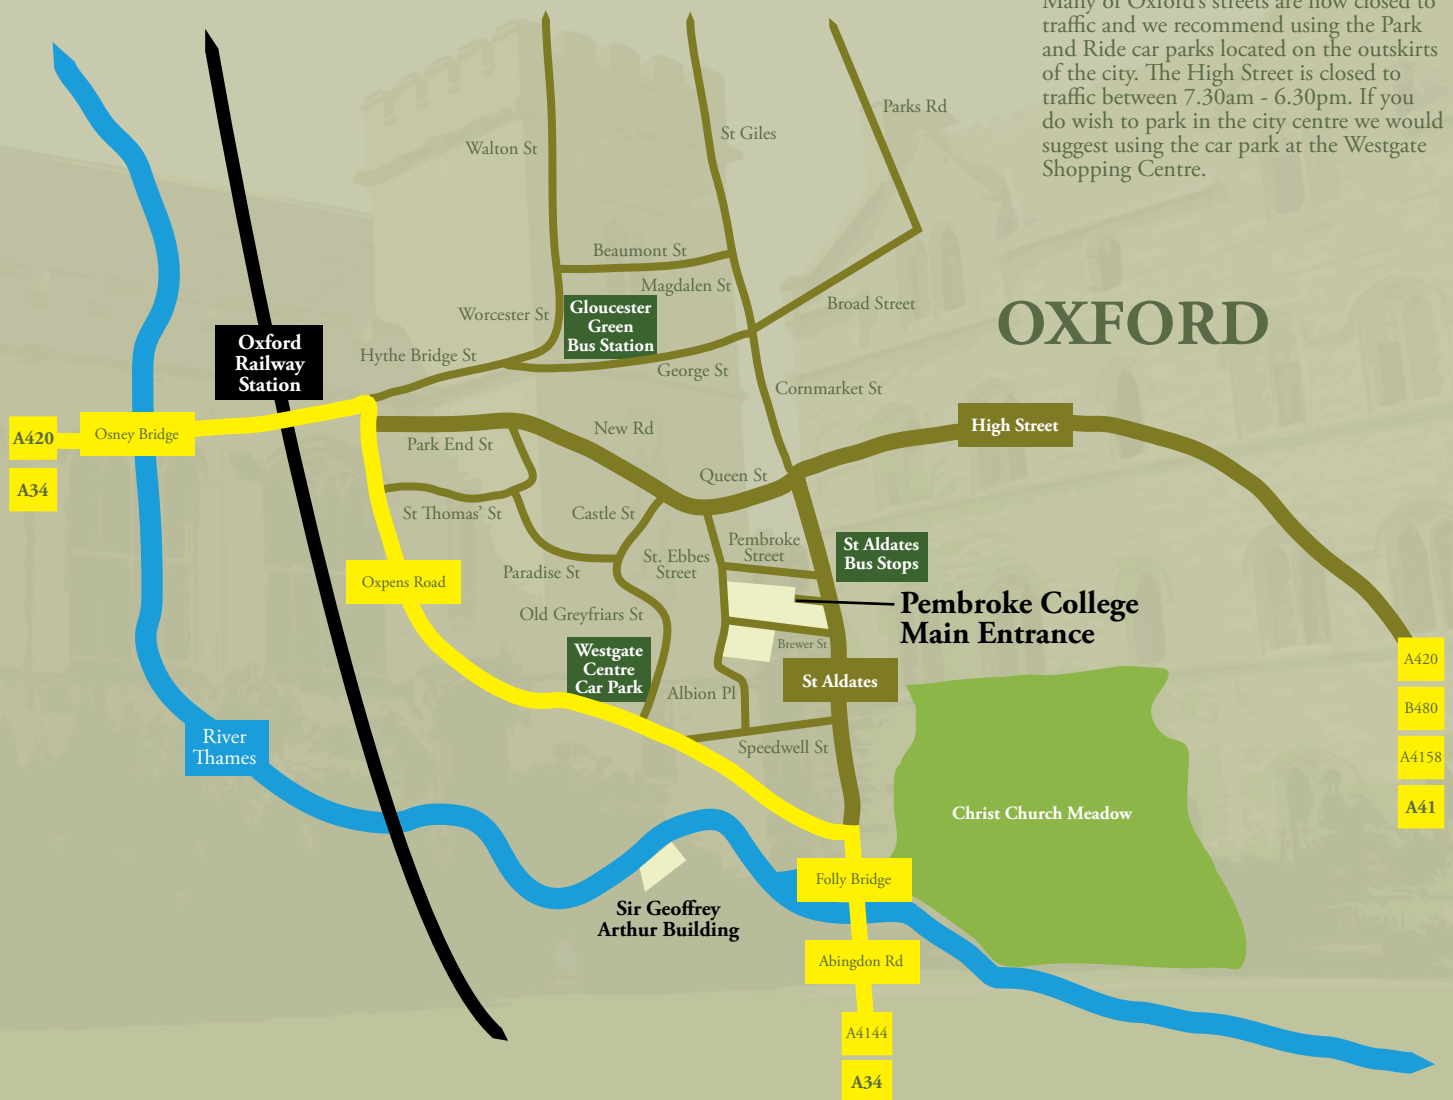 Many of Oxford's streets are now closed to
traffic and we recommend using the Park
and Ride car parks located on the outskirts
of the city. The High Street is closed to
traffic between 7.30am - 6.30pm. If you
do wish to park in the city centre we would
suggest using the car park at the Westgate
Shopping Centre.
Parks Rd
St Giles
Walton St
Beaumont St
Magdalen St
Broad Street
Worcester St
Gloucester
Green
Bus Station
OXFORD
Oxford
Railway
Station
Hythe Bridge St
George St
Cornmarket St
A420
Osney Bridge
A34
High Street
New Rd
Park End St
Queen St
St Thomas' St
Castle St
Pembroke
Street
St. Ebbes
Street
St Aldates
Bus Stops
Paradise St
Oxpens Road
Old Greyfriars St
Pembroke College
Main Entrance
Brewer St
Westgate
Centre
Car Park
St Aldates
Albion Pl
Speedwell St
A420
B480
A4158
A41
River
Thames
Christ Church Meadow
Folly Bridge
Sir Geoffrey
Arthur Building
Abingdon Rd
A4144
A34